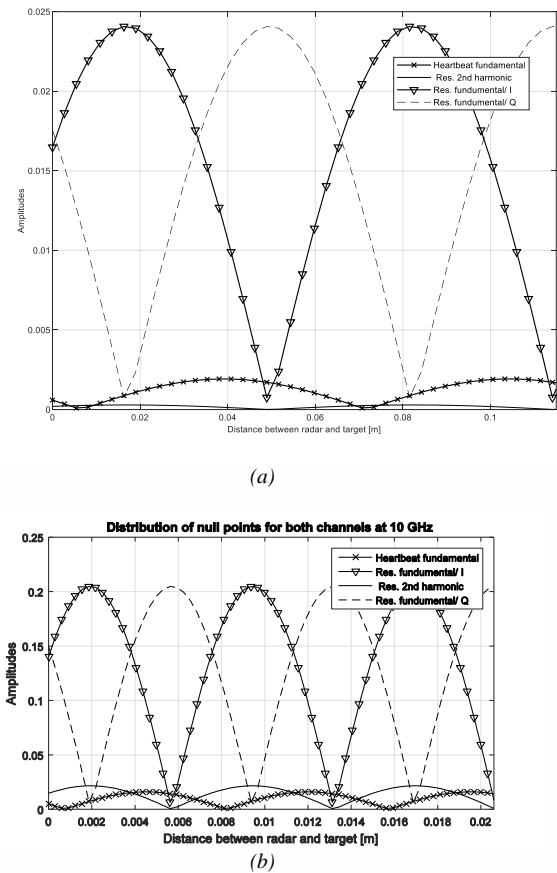 0.025
0.02
0.015
0.01
0.005
0
Amplitudes
Heartbeat fundamental
Res. 2nd harmonic
Res. fundumental/ I
Res. fundumental/ Q
0 0.02 0.04 0.06 0.08 0.1
Distance between radar and target [m]
(a)
Distribution of null points for both channels at 10 GHz
0.25
0.2
0.15
0.1
0.05
0
Amplitudes
Heartbeat fundumental
Res. fundumental/ I
Res. 2nd harmonic
Res. fundumental/ Q
0 0.002 0.004 0.006 0.008 0.01 0.012 0.014 0.016 0.018 0.02
Distance between radar and target [m]
(b)